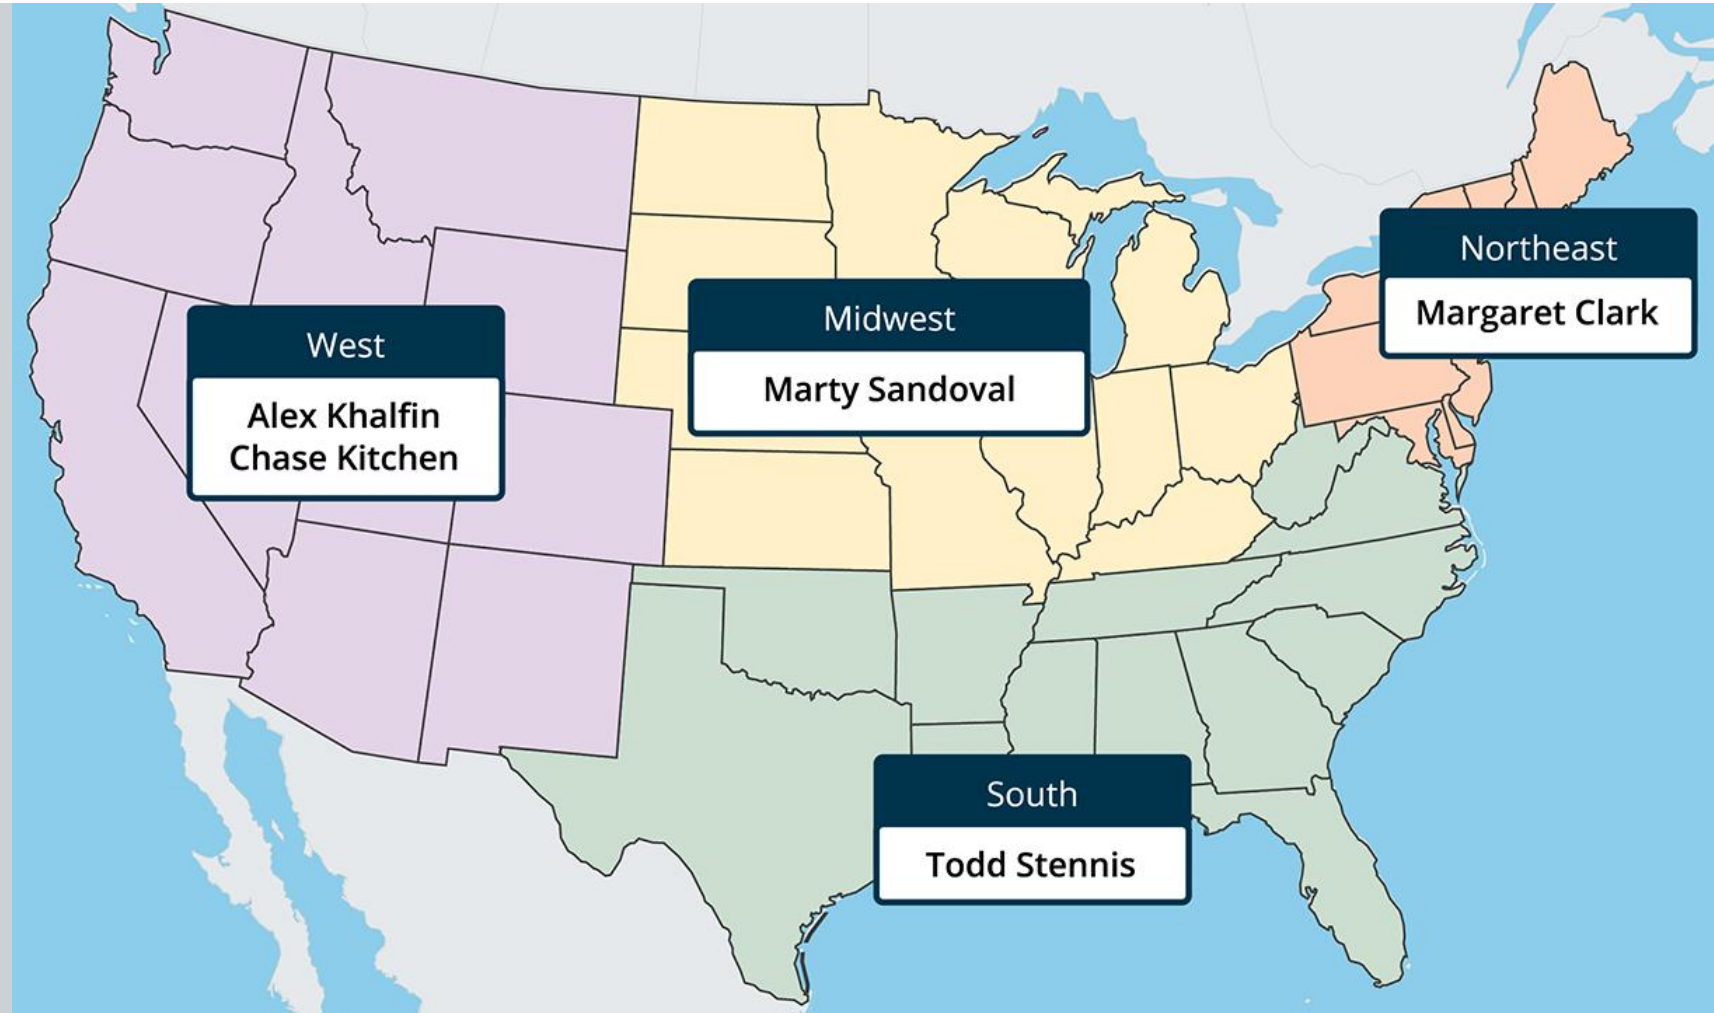 Northeast
Margaret Clark
Midwest
Marty Sandoval
West
Alex Khalfin
Chase Kitchen
South
Todd Stennis